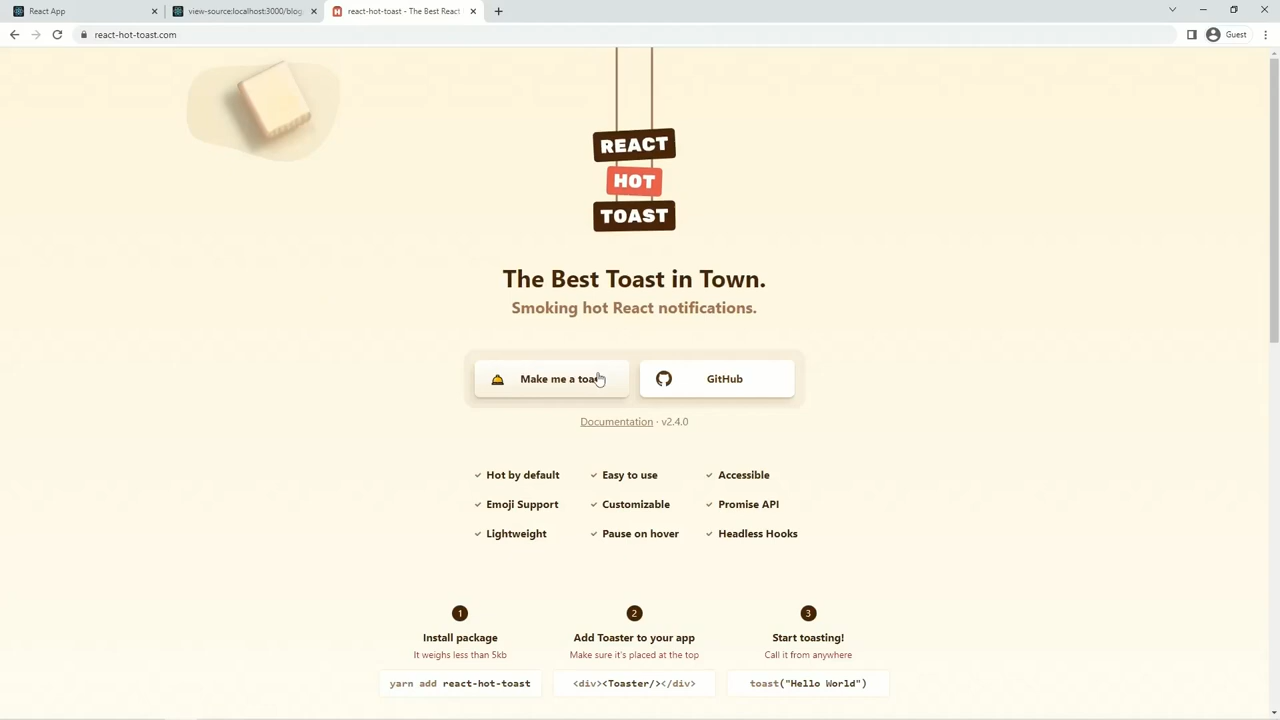 React App
view-source:localhost:3000/blog
react-hot-toast - The Best React
react-hot-toast.com
Guest
REACT
HOT
TOAST
The Best Toast in Town.
Smoking hot React notifications.
Make me a toast
GitHub
Documentation · v2.4.0
Hot by default
Easy to use
Accessible
Emoji Support
Customizable
Promise API
Lightweight
Pause on hover
Headless Hooks
1
2
3
Install package
Add Toaster to your app
Start toasting!
It weighs less than 5kb
Make sure it's placed at the top
Call it from anywhere
yarn add react-hot-toast
<div><Toaster/></div>
toast("Hello World")